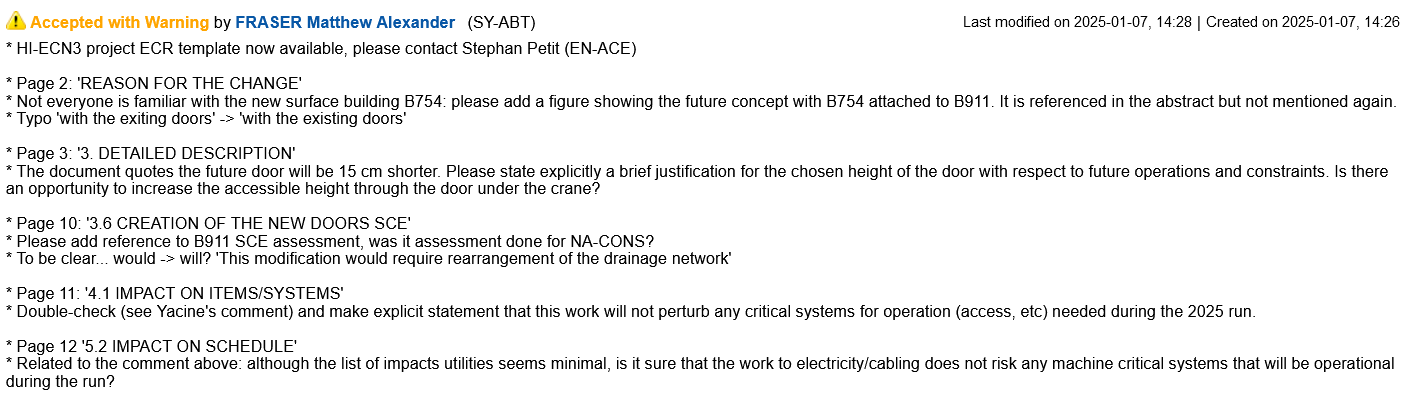 Accepted with Warning by FRASER Matthew Alexander (SY-ABT) Last modified on 2025-01-07, 14:28 | Created on 2025-01-07, 14:26
* HI-ECN3 project ECR template now available, please contact Stephan Petit (EN-ACE)
* Page 2: 'REASON FOR THE CHANGE'
* Not everyone is familiar with the new surface building B754: please add a figure showing the future concept with B754 attached to B911. It is referenced in the abstract but not mentioned again.
* Typo 'with the exiting doors' -> 'with the existing doors'
* Page 3: '3. DETAILED DESCRIPTION'
* The document quotes the future door will be 15 cm shorter. Please state explicitly a brief justification for the chosen height of the door with respect to future operations and constraints. Is there
an opportunity to increase the accessible height through the door under the crane?
* Page 10: '3.6 CREATION OF THE NEW DOORS SCE'
* Please add reference to B911 SCE assessment, was it assessment done for NA-CONS?
* To be clear... would -> will? 'This modification would require rearrangement of the drainage network'
* Page 11: '4.1 IMPACT ON ITEMS/SYSTEMS'
* Double-check (see Yacine's comment) and make explicit statement that this work will not perturb any critical systems for operation (access, etc) needed during the 2025 run.
* Page 12 '5.2 IMPACT ON SCHEDULE'
* Related to the comment above: although the list of impacts utilities seems minimal, is it sure that the work to electricity/cabling does not risk any machine critical systems that will be operational
during the run?